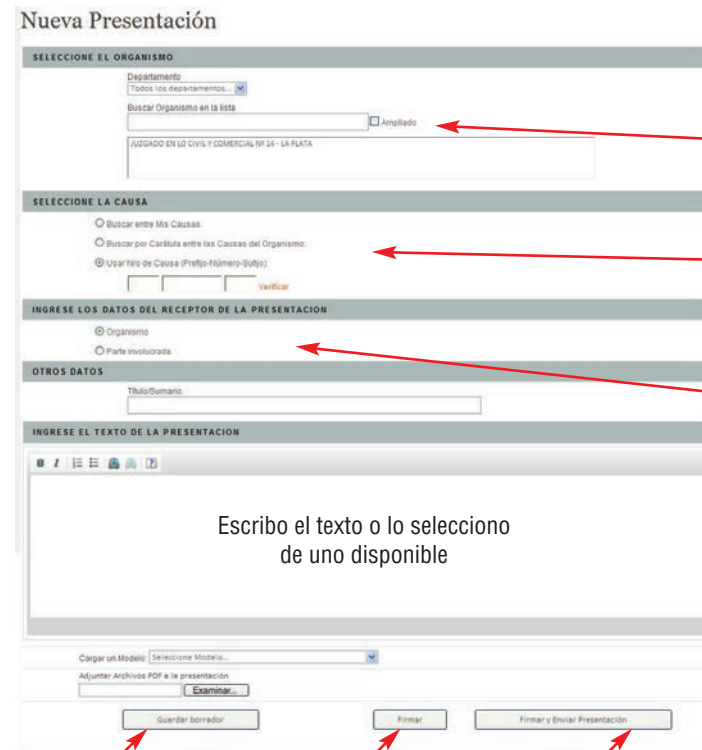 Nueva Presentación
SELECCIONE EL ORGANISMO
Departamento
Todos los departamentos...
Buscar Organismo en la lista
Ampliado
JUZGADO EN LO CIVIL Y COMERCIAL Nº 14 - LA PLATA
SELECCIONE LA CAUSA
Buscar entre Mis Causas:
Buscar por Carátula entre las Causas del Organismo:
Usar Nro de Causa (Prefijo-Número-Sufijo):
Verificar
INGRESE LOS DATOS DEL RECEPTOR DE LA PRESENTACION
Organismo
Parte involucrada
OTROS DATOS
Título/Sumario:
INGRESE EL TEXTO DE LA PRESENTACION
B I
Escribo el texto o lo selecciono
de uno disponible
Cargar un Modelo: Seleccione Modelo...
Adjuntar Archivos PDF a la presentación
Examinar...
Guardar borrador Firmar Firmar y Enviar Presentación